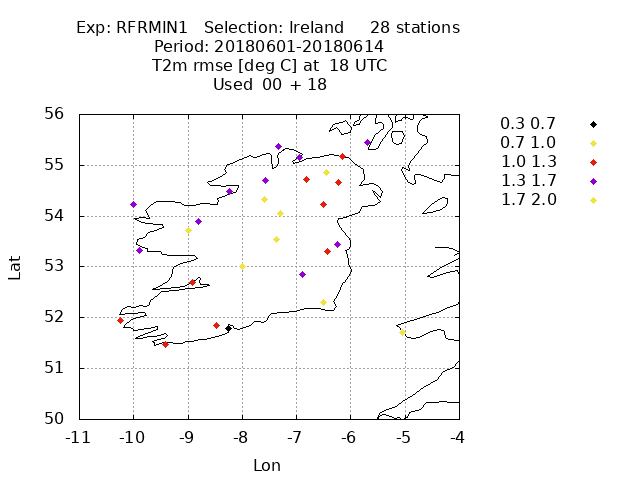 Exp: RFRMIN1   Selection: Ireland     28 stations
Period: 20180601-20180614
T2m rmse [deg C] at  18 UTC
Used  00 + 18
56
55
54
53
52
51
50
Lat
-11 -10 -9 -8 -7 -6 -5 -4
Lon
0.3 0.7
0.7 1.0
1.0 1.3
1.3 1.7
1.7 2.0